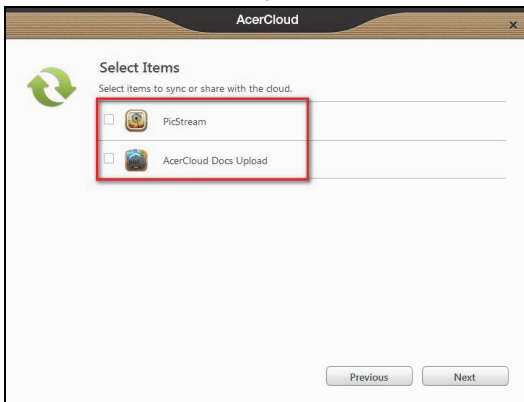 AcerCloud
x
Select Items
Select items to sync or share with the cloud.
PicStream
AcerCloud Docs Upload
Previous Next